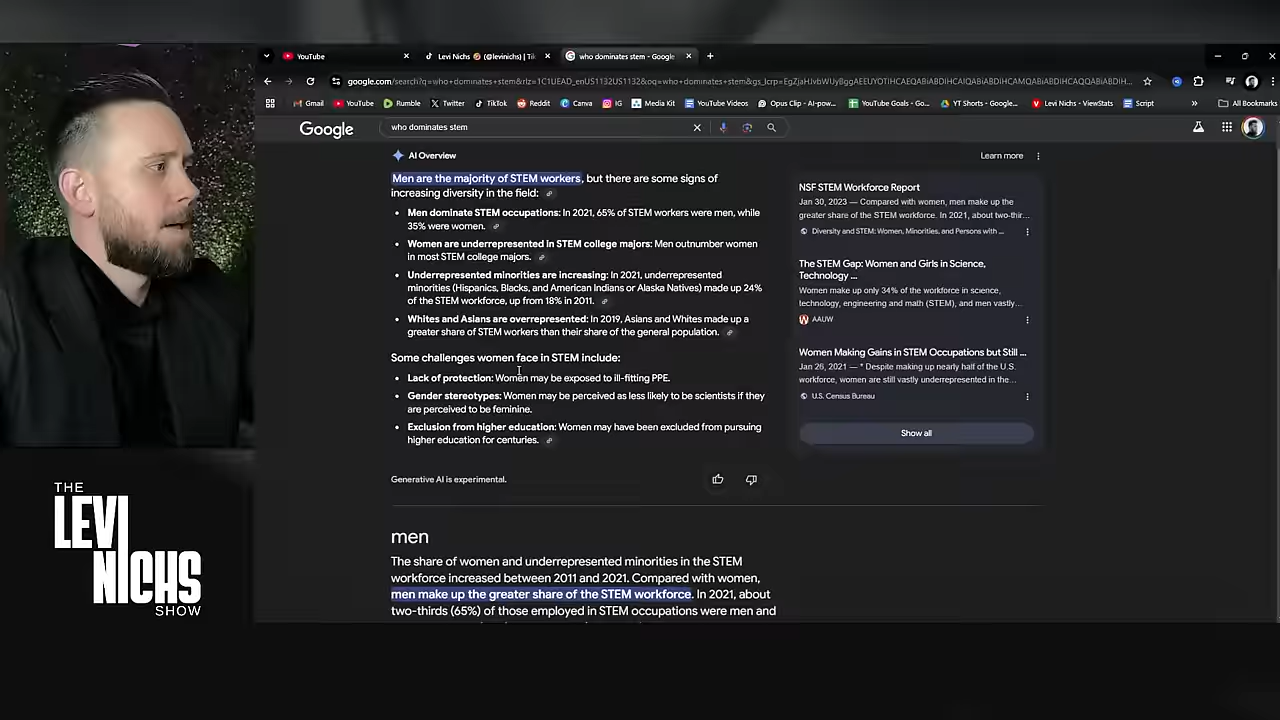 YouTube
Levi Nichs 🍪 (@levinichs) | Tik
who dominates stem - Google
Gmail
YouTube
Rumble
Twitter
TikTok
Reddit
Canva
IG
Media Kit
YouTube Videos
Opus Clip - AI-pow...
YouTube Goals - Go...
YT Shorts - Google...
Levi Nichs - ViewStats
Script
All Bookmarks
Google
who dominates stem
AI Overview
Learn more
Men are the majority of STEM workers, but there are some signs of
increasing diversity in the field:
• Men dominate STEM occupations: In 2021, 65% of STEM workers were men, while
35% were women.
• Women are underrepresented in STEM college majors: Men outnumber women
in most STEM college majors.
• Underrepresented minorities are increasing: In 2021, underrepresented
minorities (Hispanics, Blacks, and American Indians or Alaska Natives) made up 24%
of the STEM workforce, up from 18% in 2011.
• Whites and Asians are overrepresented: In 2019, Asians and Whites made up a
greater share of STEM workers than their share of the general population.
Some challenges women face in STEM include:
• Lack of protection: Women may be exposed to ill-fitting PPE.
• Gender stereotypes: Women may be perceived as less likely to be scientists if they
are perceived to be feminine.
• Exclusion from higher education: Women may have been excluded from pursuing
higher education for centuries.
Generative AI is experimental.
NSF STEM Workforce Report
Jan 30, 2023 — Compared with women, men make up the
greater share of the STEM workforce. In 2021, about two-thir...
Diversity and STEM: Women, Minorities, and Persons with ...
The STEM Gap: Women and Girls in Science,
Technology ...
Women make up only 34% of the workforce in science,
technology, engineering and math (STEM), and men vastly...
AAUW
Women Making Gains in STEM Occupations but Still ...
Jan 26, 2021 — * Despite making up nearly half of the U.S.
workforce, women are still vastly underrepresented in the...
U.S. Census Bureau
Show all
men
The share of women and underrepresented minorities in the STEM
workforce increased between 2011 and 2021. Compared with women,
men make up the greater share of the STEM workforce. In 2021, about
two-thirds (65%) of those employed in STEM occupations were men and
THE
LEVI
NICHS
SHOW